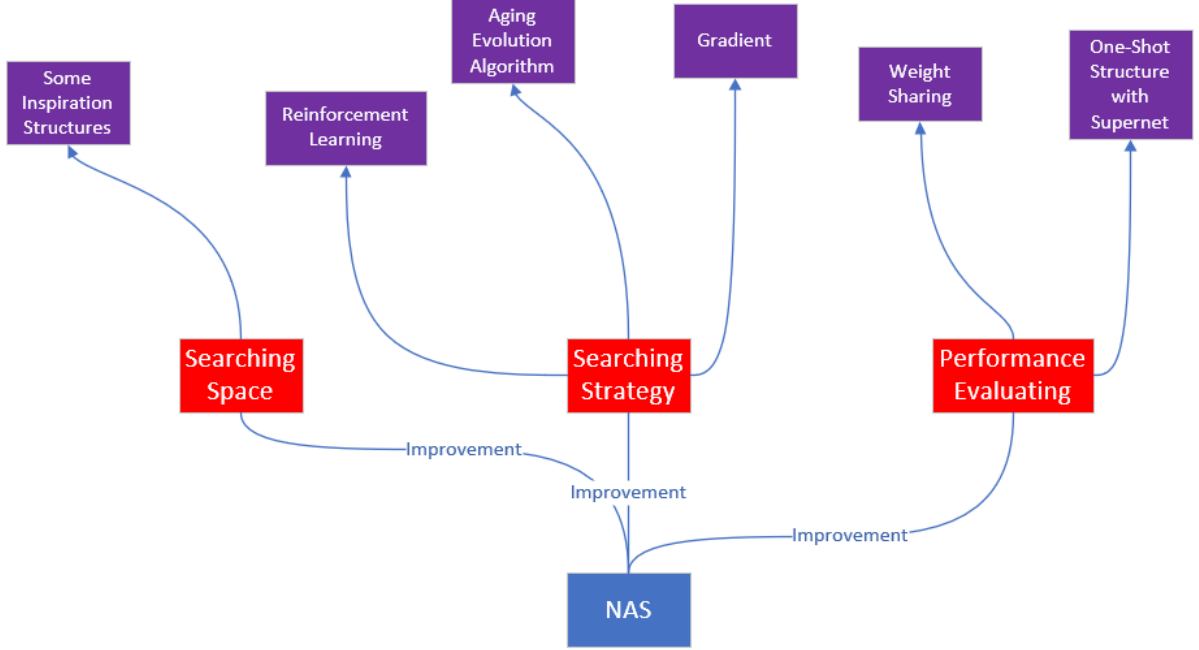 Some
Inspiration
Structures
Reinforcement
Learning
Aging
Evolution
Algorithm
Gradient
Weight
Sharing
One-Shot
Structure
with
Supernet
Searching
Space
Searching
Strategy
Performance
Evaluating
Improvement
Improvement
Improvement
NAS